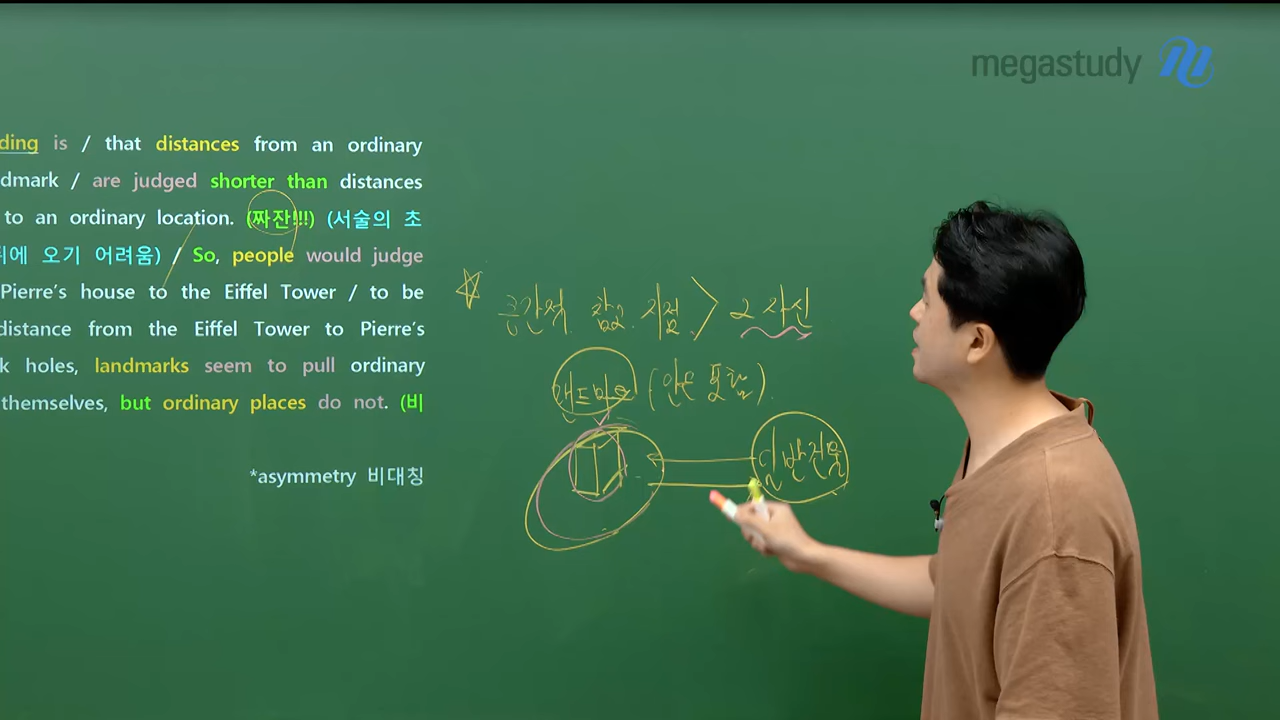 megastudy
ding is / that distances from an ordinary
dmark / are judged shorter than distances
to an ordinary location. (짜잔!!!) (서술의 초
뒤에 오기 어려움) / So, people would judge
Pierre's house to the Eiffel Tower / to be
distance from the Eiffel Tower to Pierre's
k holes, landmarks seem to pull ordinary
themselves, but ordinary places do not. (비
*asymmetry 비대칭
공간적 참고 지점 > 그 자신
랜드마크 (인근 포함)
일반건물